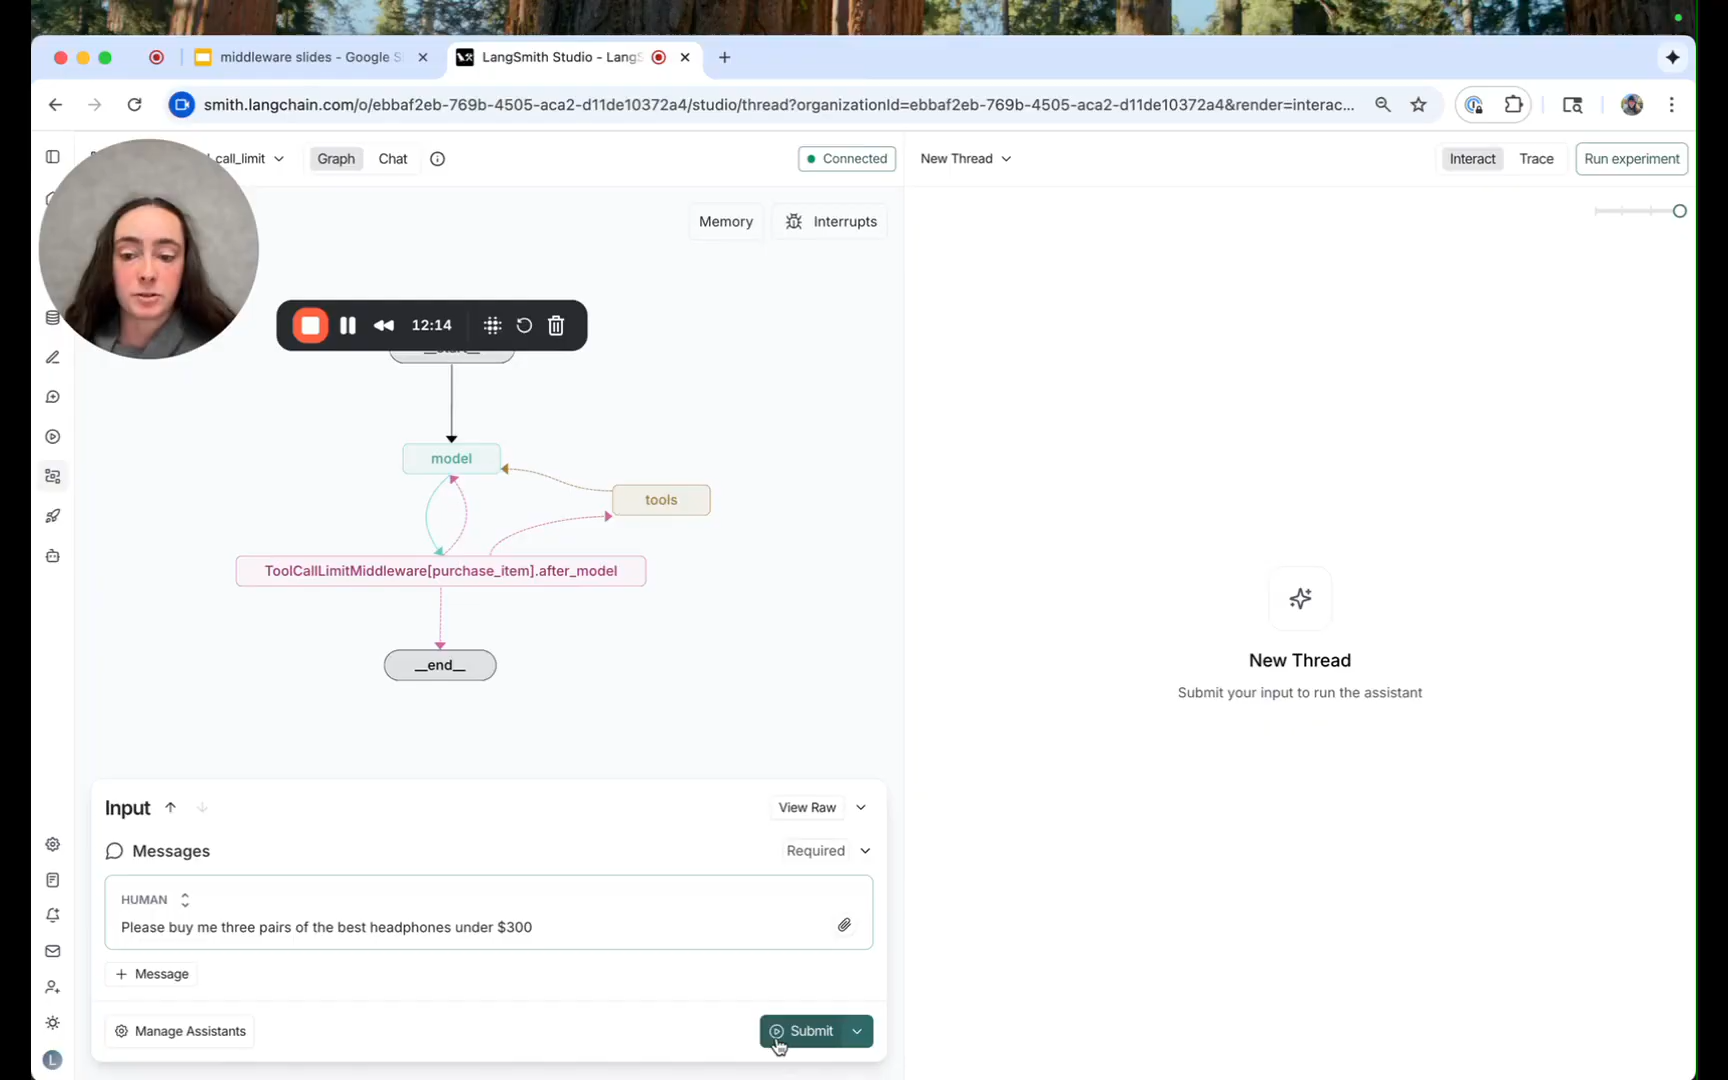 middleware slides - Google S
LangSmith Studio - Lang
smith.langchain.com/o/ebbaf2eb-769b-4505-aca2-d11de10372a4/studio/thread?organizationId=ebbaf2eb-769b-4505-aca2-d11de10372a4&render=interac...
call_limit
Graph
Chat
Connected
New Thread
Interact
Trace
Run experiment
Memory
Interrupts
12:14
model
tools
ToolCallLimitMiddleware[purchase_item].after_model
__end__
New Thread
Submit your input to run the assistant
Input
View Raw
Messages
Required
HUMAN
Please buy me three pairs of the best headphones under $300
+ Message
Manage Assistants
Submit
L